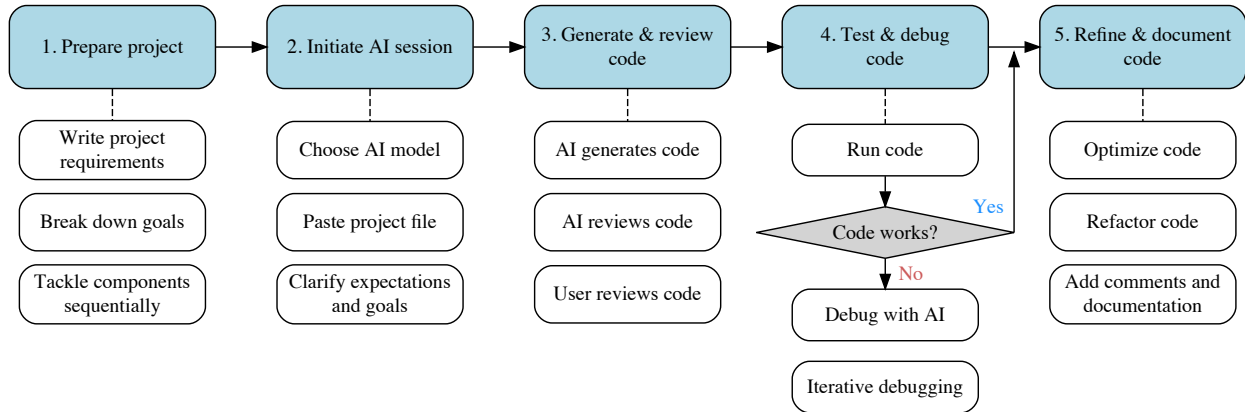 1. Prepare project
2. Initiate AI session
3. Generate & review
code
4. Test & debug
code
5. Refine & document
code
Write project
requirements
Break down goals
Tackle components
sequentially
Choose AI model
Paste project file
Clarify expectations
and goals
AI generates code
AI reviews code
User reviews code
Run code
Code works?
Yes
No
Debug with AI
Iterative debugging
Optimize code
Refactor code
Add comments and
documentation